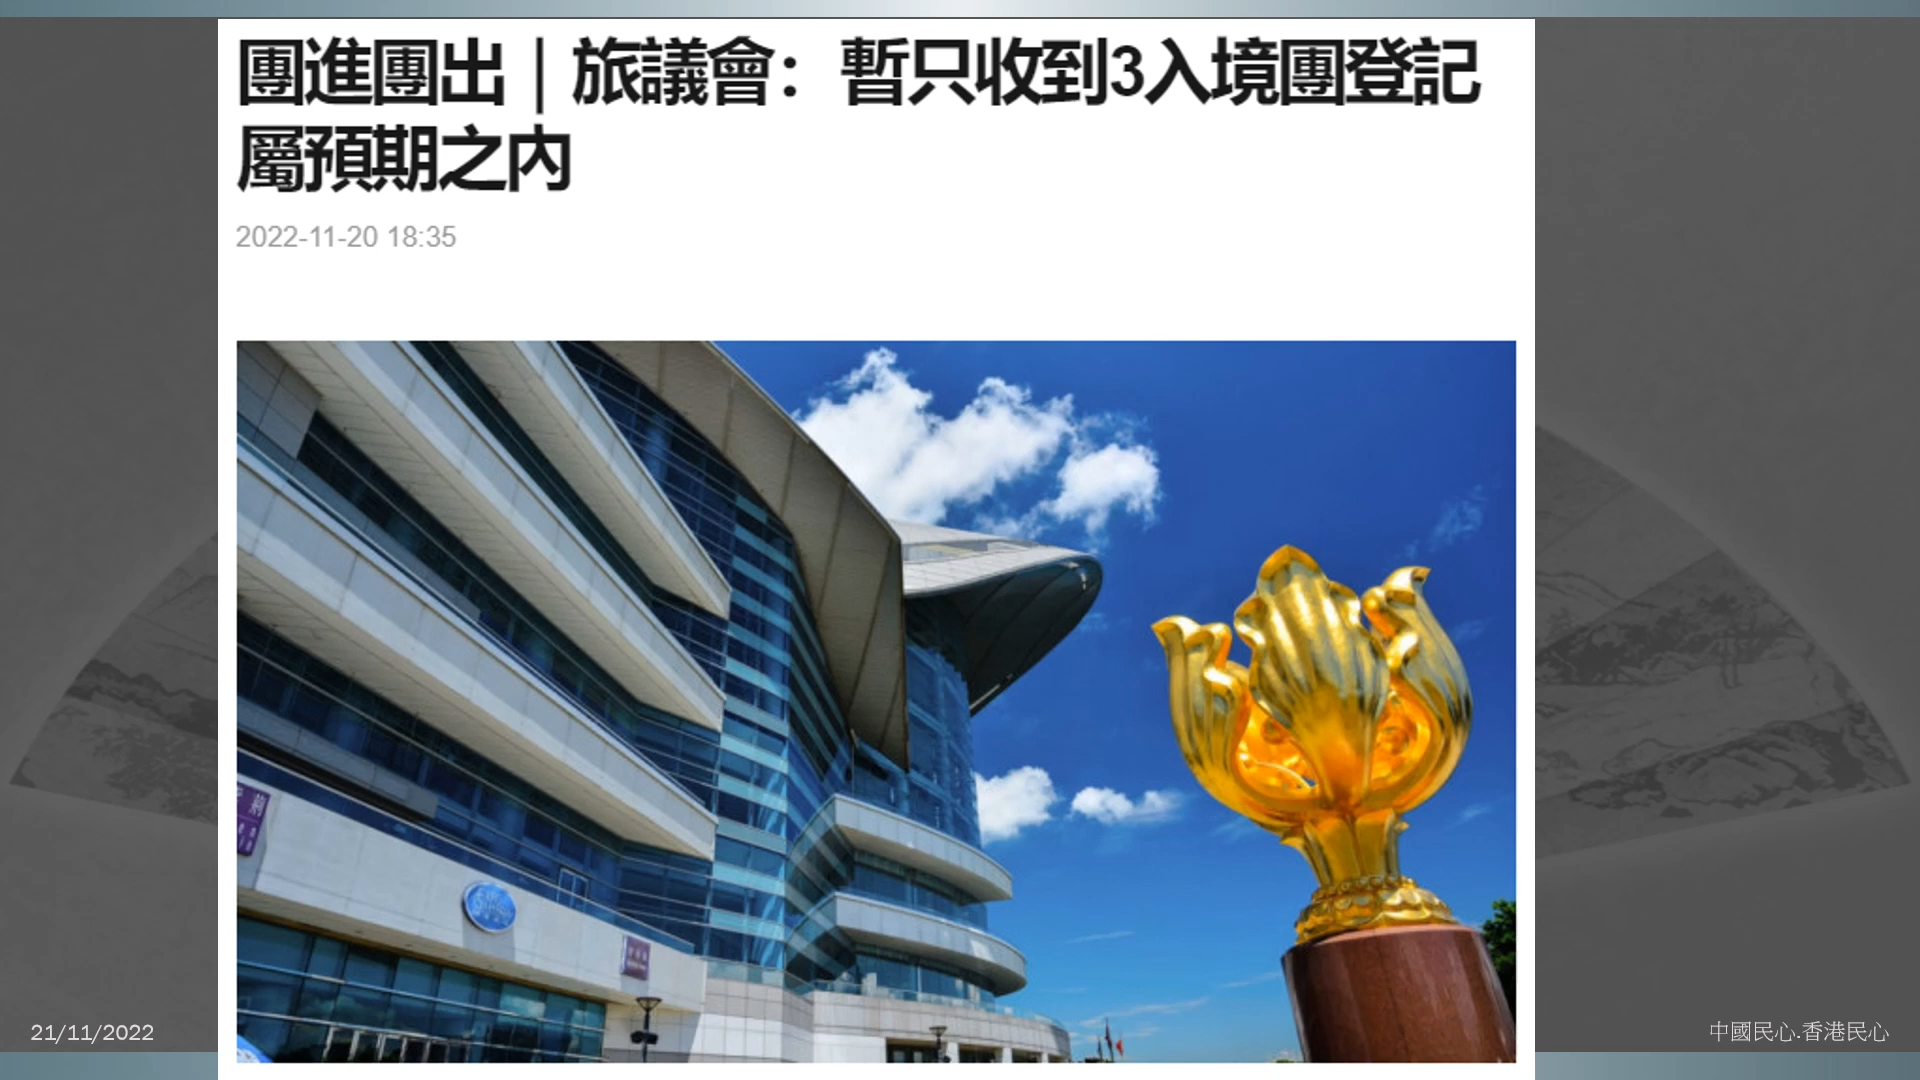 團進團出｜旅議會：暫只收到3入境團登記
屬預期之內
2022-11-20 18:35
21/11/2022
中國民心.香港民心